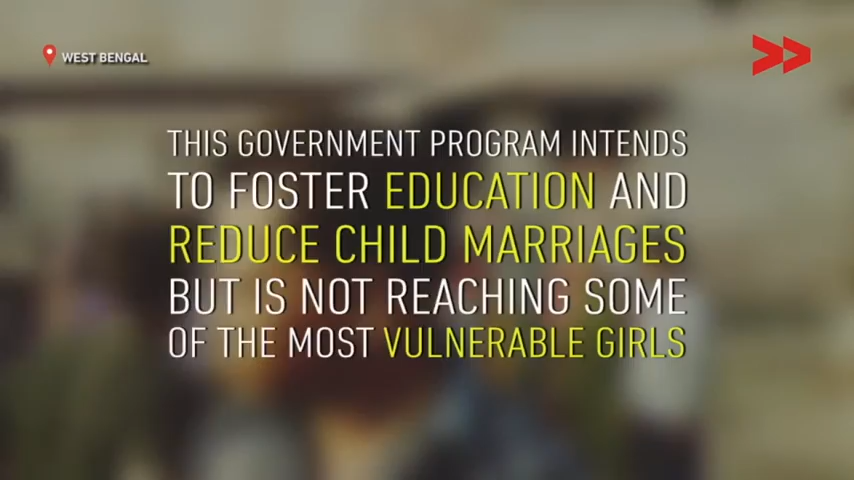 WEST BENGAL
THIS GOVERNMENT PROGRAM INTENDS
TO FOSTER EDUCATION AND
REDUCE CHILD MARRIAGES
BUT IS NOT REACHING SOME
OF THE MOST VULNERABLE GIRLS